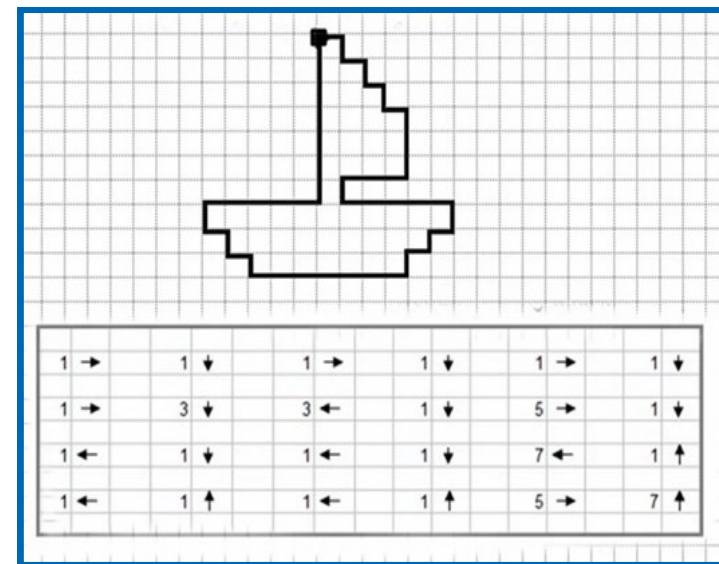 1 → 1 ↓ 1 → 1 ↓ 1 → 1 ↓
1 → 3 ↓ 3 ← 1 ↓ 5 → 1 ↓
1 ← 1 ↓ 1 ← 1 ↓ 7 ← 1 ↑
1 ← 1 ↑ 1 ← 1 ↑ 5 → 7 ↑